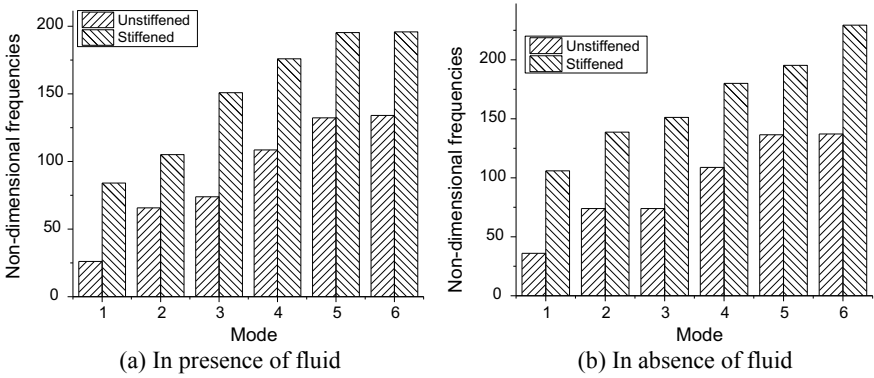 Non-dimensional frequencies
200
150
100
50
0
Unstiffened
Stiffened
1 2 3 4 5 6
Mode
(a) In presence of fluid
Non-dimensional frequencies
200
150
100
50
0
Unstiffened
Stiffened
1 2 3 4 5 6
Mode
(b) In absence of fluid